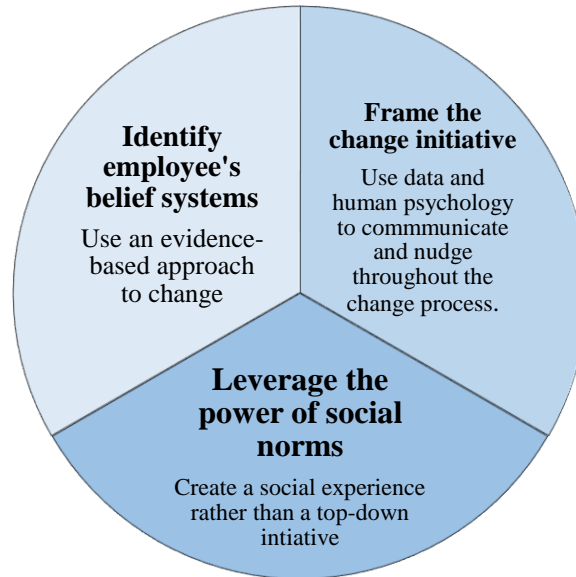 Identify
employee's
belief systems
Use an evidence-
based approach
to change
Frame the
change initiative
Use data and
human psychology
to commmunicate
and nudge
throughout the
change process.
Leverage the
power of social
norms
Create a social experience
rather than a top-down
intiative